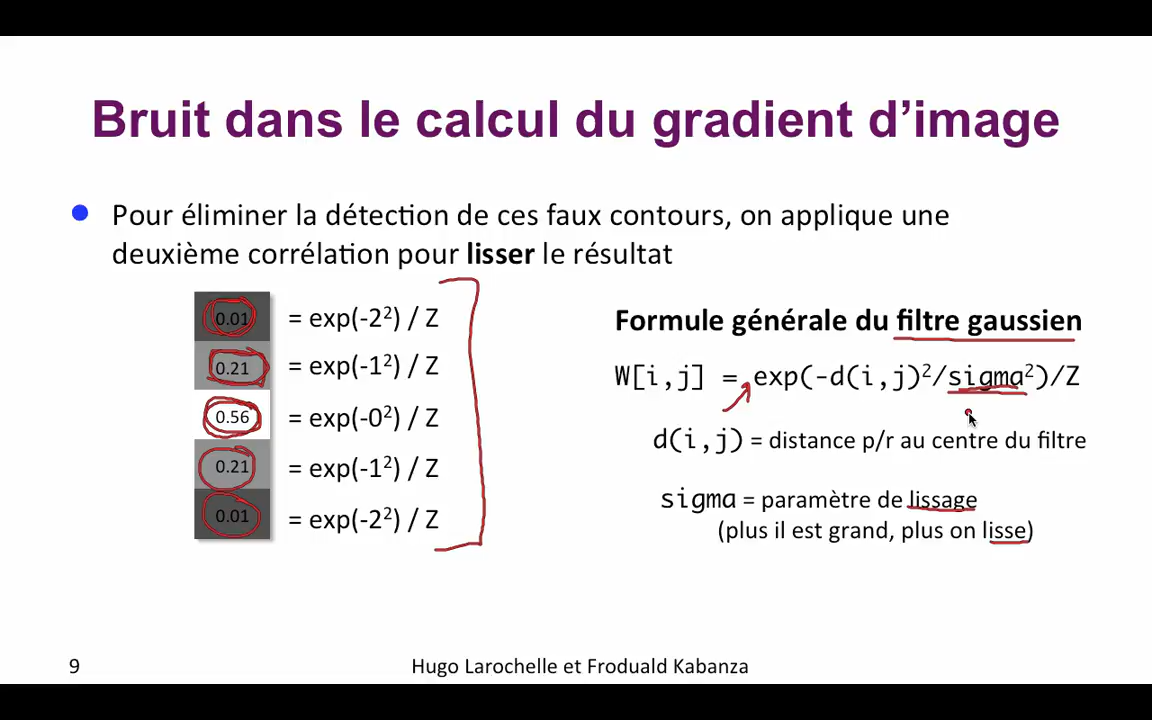 Bruit dans le calcul du gradient d’image
Pour éliminer la détection de ces faux contours, on applique une
deuxième corrélation pour lisser le résultat
0.01 = exp(-2²) / Z
0.21 = exp(-1²) / Z
0.56 = exp(-0²) / Z
0.21 = exp(-1²) / Z
0.01 = exp(-2²) / Z
Formule générale du filtre gaussien
W[i,j] = exp(-d(i,j)²/sigma²)/Z
d(i,j) = distance p/r au centre du filtre
sigma = paramètre de lissage
(plus il est grand, plus on lisse)
9
Hugo Larochelle et Froduald Kabanza